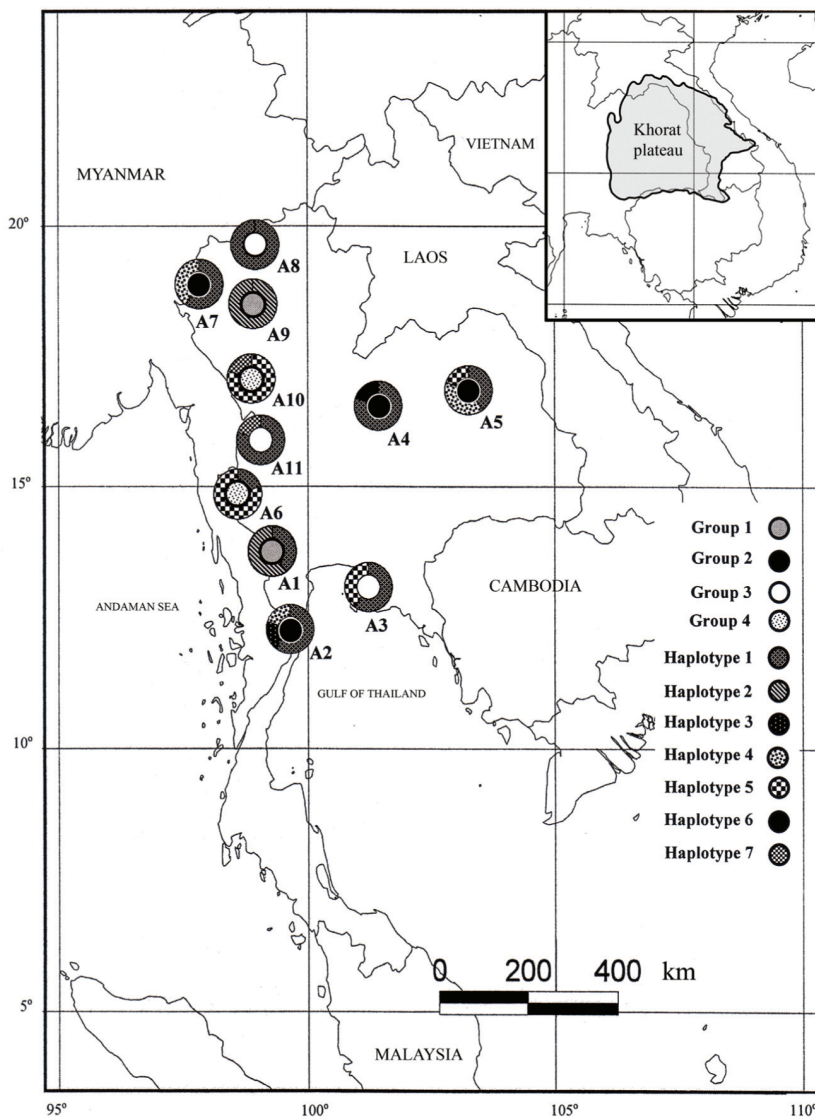 Khorat
plateau
VIETNAM
MYANMAR
20°
LAOS
A8
A7
A9
A10
A4
A5
A11
15°
A6
Group 1
Group 2
A1
CAMBODIA
Group 3
ANDAMAN SEA
A3
Group 4
A2
Haplotype 1
GULF OF THAILAND
Haplotype 2
Haplotype 3
10°
Haplotype 4
Haplotype 5
Haplotype 6
Haplotype 7
0 200 400 km
5°
MALAYSIA
95° 100° 105° 110°